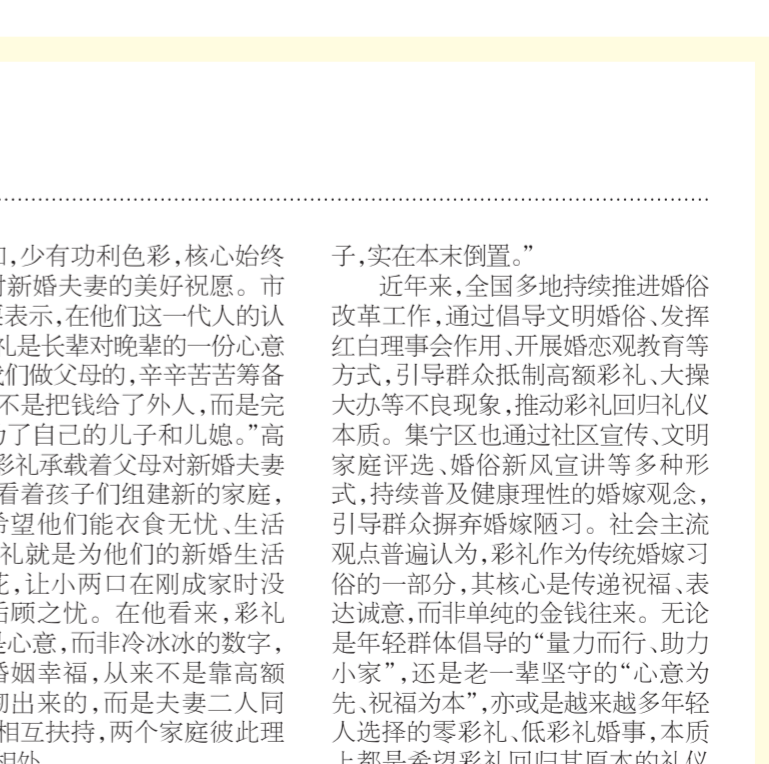 ,少有功利色彩,核心始终
新婚夫妻的美好祝愿。市
表示,在他们这一代人的认
礼是长辈对晚辈的一份心意
们做父母的,辛辛苦苦筹备
不是把钱给了外人,而是完
了自己的儿子和儿媳。”高
彩礼承载着父母对新婚夫妻
看着孩子们组建新的家庭,
希望他们能衣食无忧、生活
礼就是为他们的新婚生活
花,让小两口在刚成家时没
后顾之忧。在他看来,彩礼
是心意,而非冷冰冰的数字,
婚姻幸福,从来不是靠高额
出来的,而是夫妻二人同
相互扶持,两个家庭彼此理
相处
子,实在本末倒置。”
近年来,全国多地持续推进婚俗
改革工作,通过倡导文明婚俗、发挥
红白理事会作用、开展婚恋观教育等
方式,引导群众抵制高额彩礼、大操
大办等不良现象,推动彩礼回归礼仪
本质。集宁区也通过社区宣传、文明
家庭评选、婚俗新风宣讲等多种形
式,持续普及健康理性的婚嫁观念,
引导群众摒弃婚嫁陋习。社会主流
观点普遍认为,彩礼作为传统婚嫁习
俗的一部分,其核心是传递祝福、表
达诚意,而非单纯的金钱往来。无论
是年轻群体倡导的“量力而行、助力
小家”,还是老一辈坚守的“心意为
先、祝福为本”,亦或是越来越多年轻
人选择的零彩礼、低彩礼婚事,本质
上都是希望彩礼回归其原本的礼仪